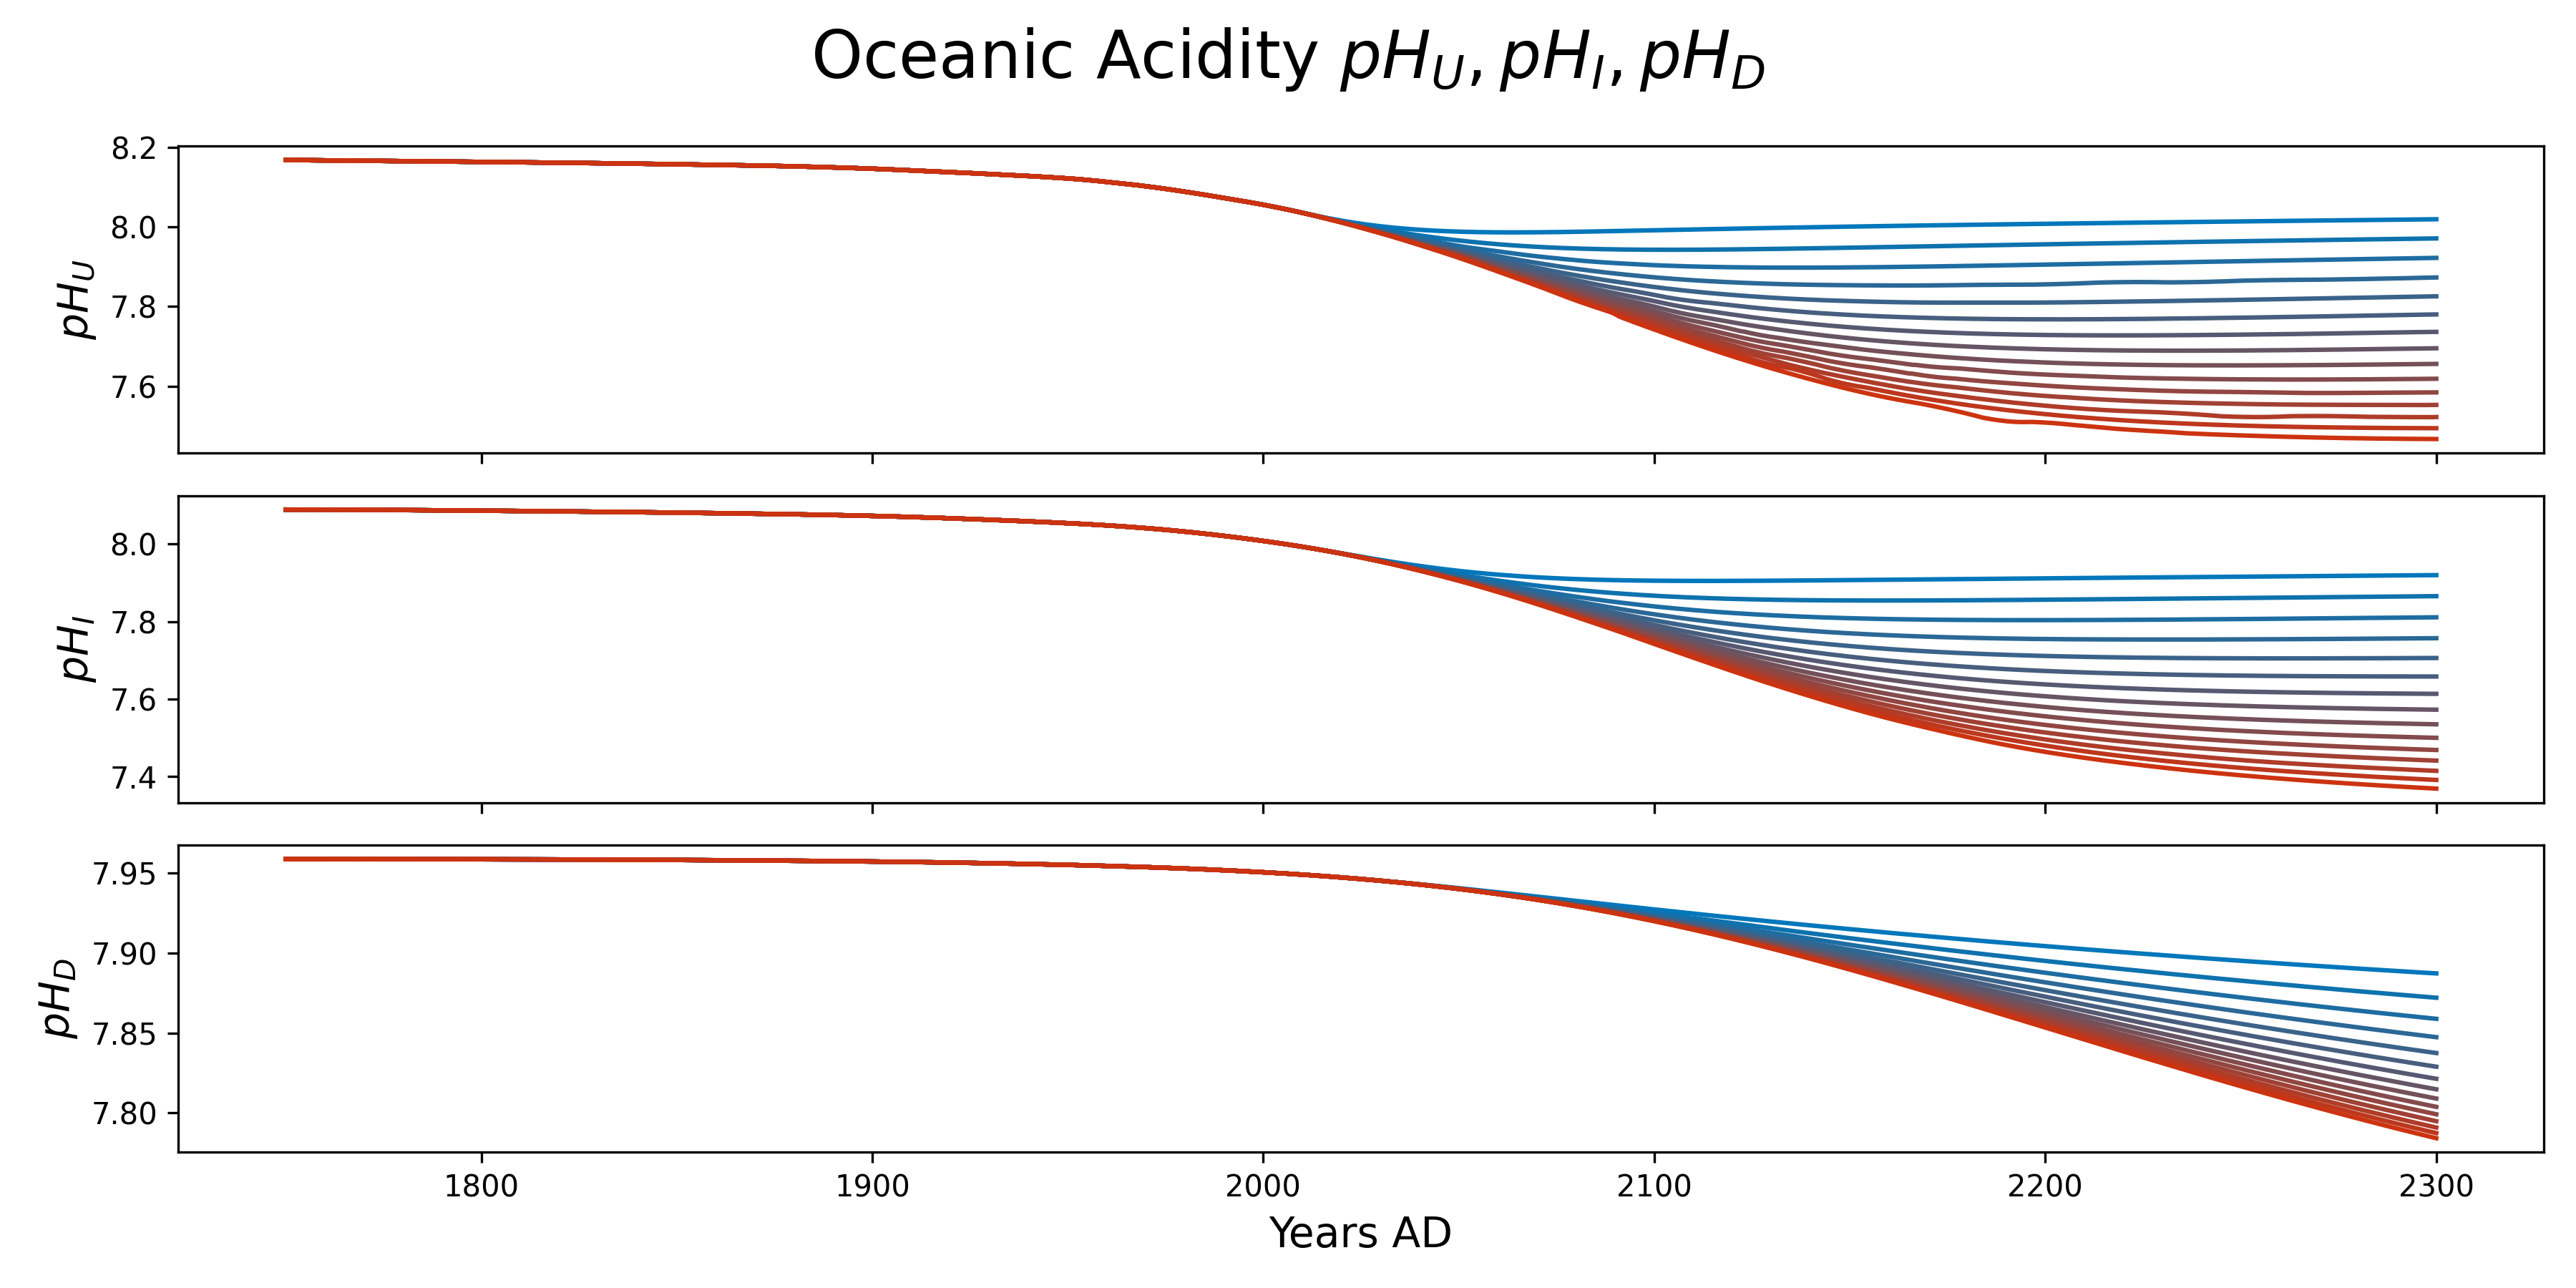 Oceanic Acidity pH_U, pH_I, pH_D
8.2
8.0
7.8
7.6
pH_U
8.0
7.8
7.6
7.4
pH_I
7.95
7.90
7.85
7.80
pH_D
1800 1900 2000 2100 2200 2300
Years AD